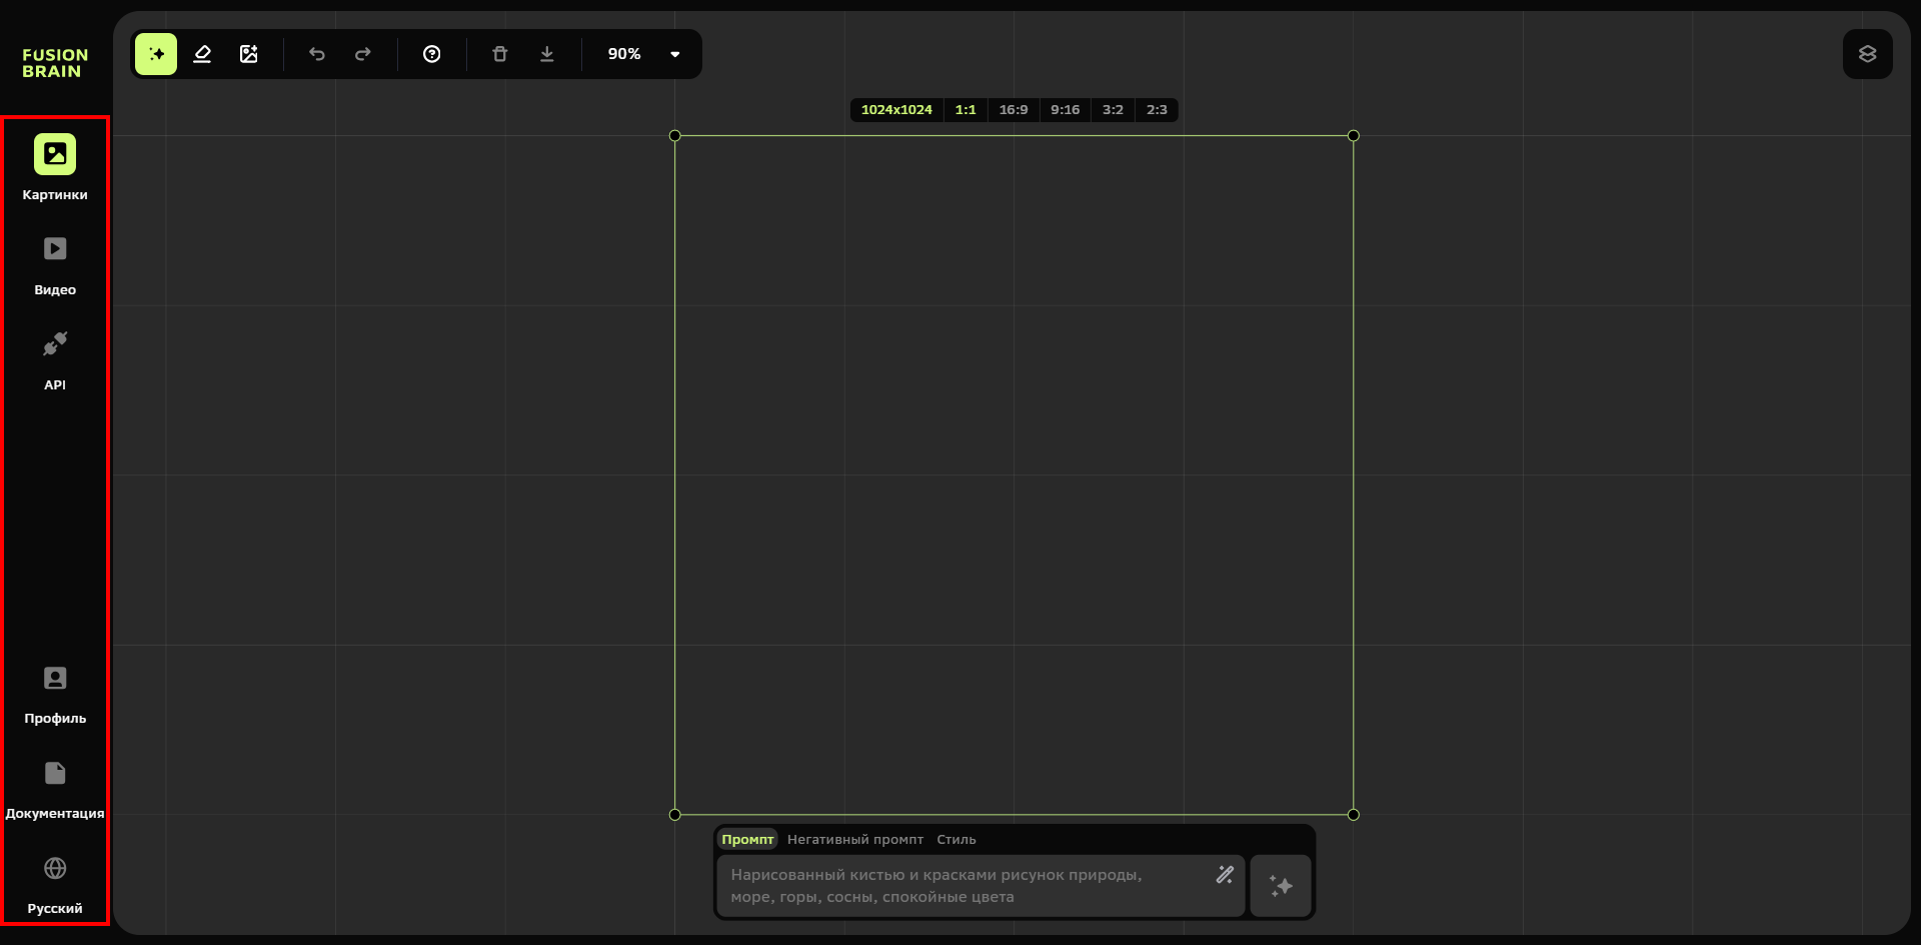 FUSION
BRAIN
Картинки
Видео
API
Профиль
Документация
Русский
90%
1024x1024 1:1 16:9 9:16 3:2 2:3
Промпт Негативный промпт Стиль
Нарисованный кистью и красками рисунок природы,
море, горы, сосны, спокойные цвета